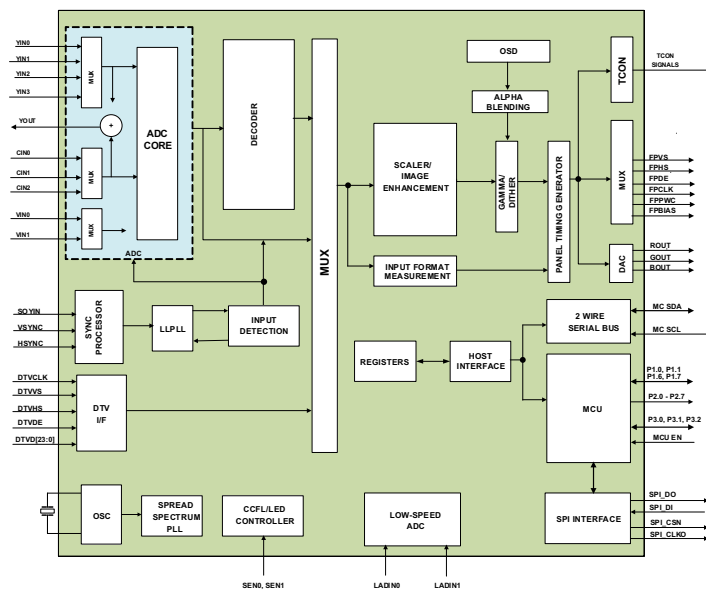 YIN0
YIN1
YIN2
YIN3
YOUT
CIN0
CIN1
CIN2
VIN0
VIN1
MUX
+
MUX
MUX
ADC
CORE
ADC
DECODER
MUX
OSD
ALPHA
BLENDING
SCALER/
IMAGE
ENHANCEMENT
GAMMA/
DITHER
PANEL TIMING GENERATOR
INPUT FORMAT
MEASUREMENT
TCON
TCON
SIGNALS
MUX
FPVS
FPHS
FPDE
FPCLK
FPPWC
FPBIAS
DAC
ROUT
GOUT
BOUT
SOYIN
VSYNC
HSYNC
SYNC
PROCESSOR
LLPLL
INPUT
DETECTION
DTVCLK
DTVVS
DTVHS
DTVDE
DTVD[23:0]
DTV
I/F
REGISTERS
HOST
INTERFACE
2 WIRE
SERIAL BUS
MC SDA
MC SCL
MCU
P1.0, P1.1
P1.6, P1.7
P2.0 - P2.7
P3.0, P3.1, P3.2
MCU EN
OSC
SPREAD
SPECTRUM
PLL
CCFL/LED
CONTROLLER
LOW-SPEED
ADC
SPI INTERFACE
SPI_DO
SPI_DI
SPI_CSN
SPI_CLKO
SEN0, SEN1
LADIN0
LADIN1